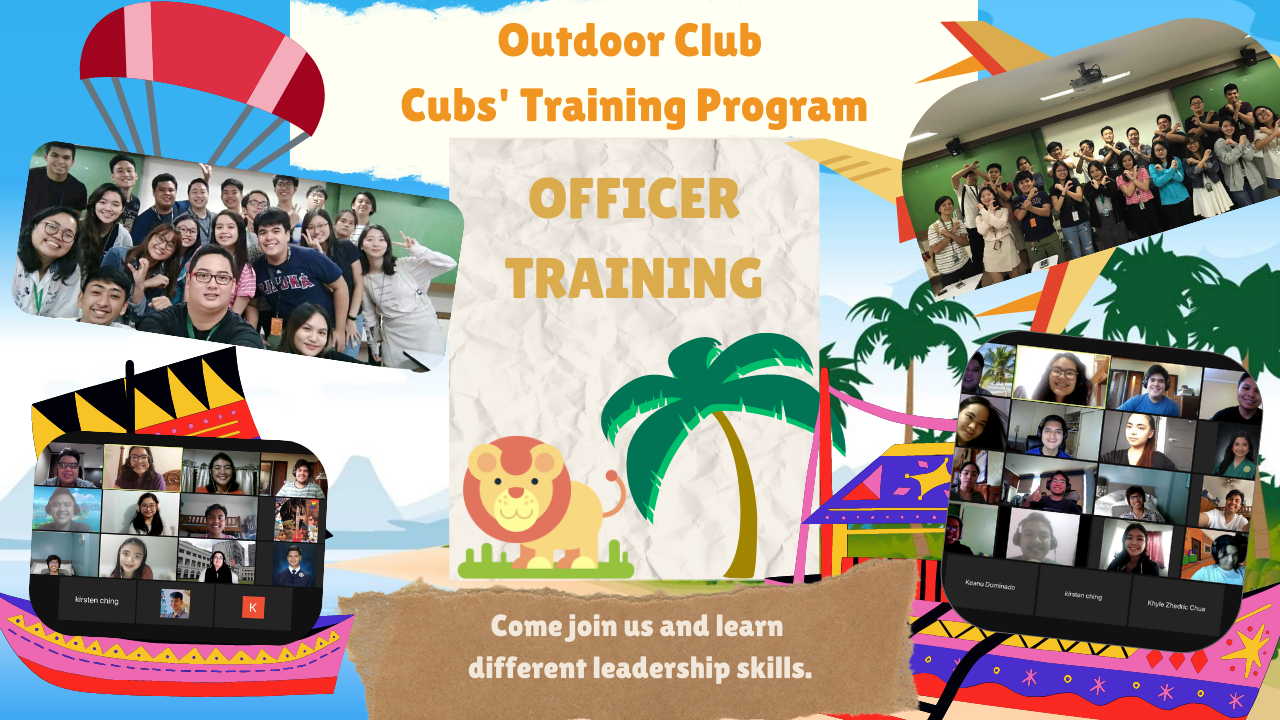 Outdoor Club
Cubs' Training Program
OFFICER
TRAINING
Come join us and learn
different leadership skills.
kirsten ching
K
Keanu Dominado
kirsten ching
Khyle Zhedric Chua